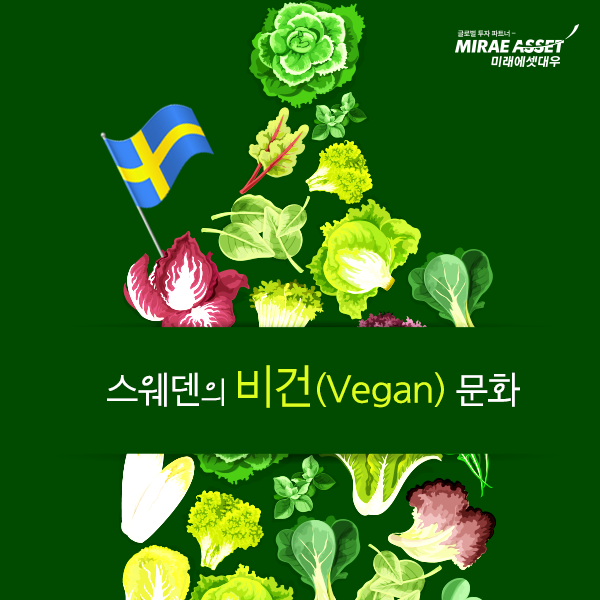 글로벌 투자 파트너 –
MIRAE ASSET
미래에셋대우
스웨덴의 비건(Vegan) 문화